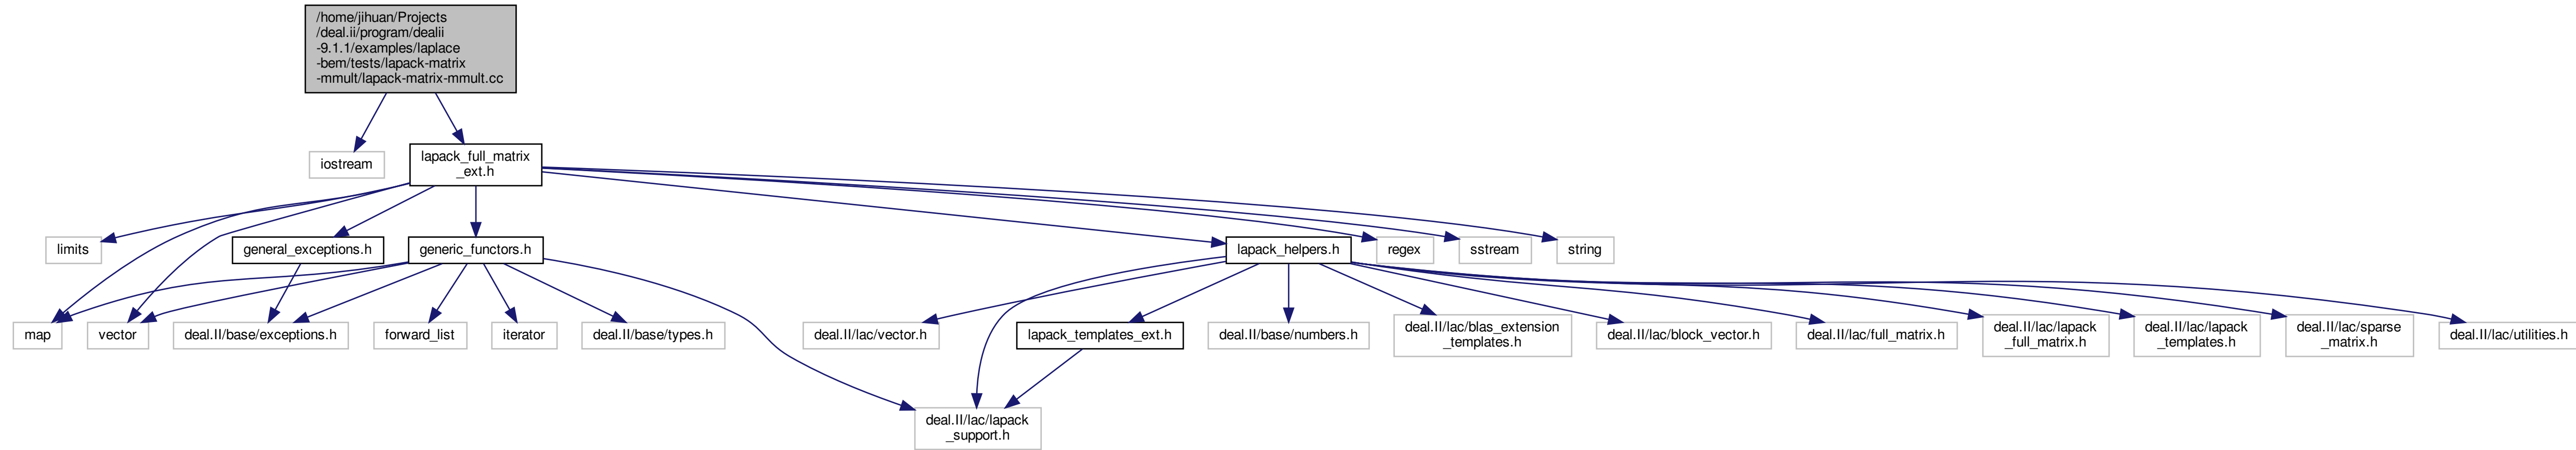 /home/jihuan/Projects
/deal.ii/program/dealii
-9.1.1/examples/laplace
-bem/tests/lapack-matrix
-mmult/lapack-matrix-mmult.cc
iostream
lapack_full_matrix
_ext.h
limits
general_exceptions.h
generic_functors.h
lapack_helpers.h
regex
sstream
string
map
vector
deal.II/base/exceptions.h
forward_list
iterator
deal.II/base/types.h
deal.II/lac/vector.h
lapack_templates_ext.h
deal.II/base/numbers.h
deal.II/lac/blas_extension
_templates.h
deal.II/lac/block_vector.h
deal.II/lac/full_matrix.h
deal.II/lac/lapack
_full_matrix.h
deal.II/lac/lapack
_templates.h
deal.II/lac/sparse
_matrix.h
deal.II/lac/utilities.h
deal.II/lac/lapack
_support.h